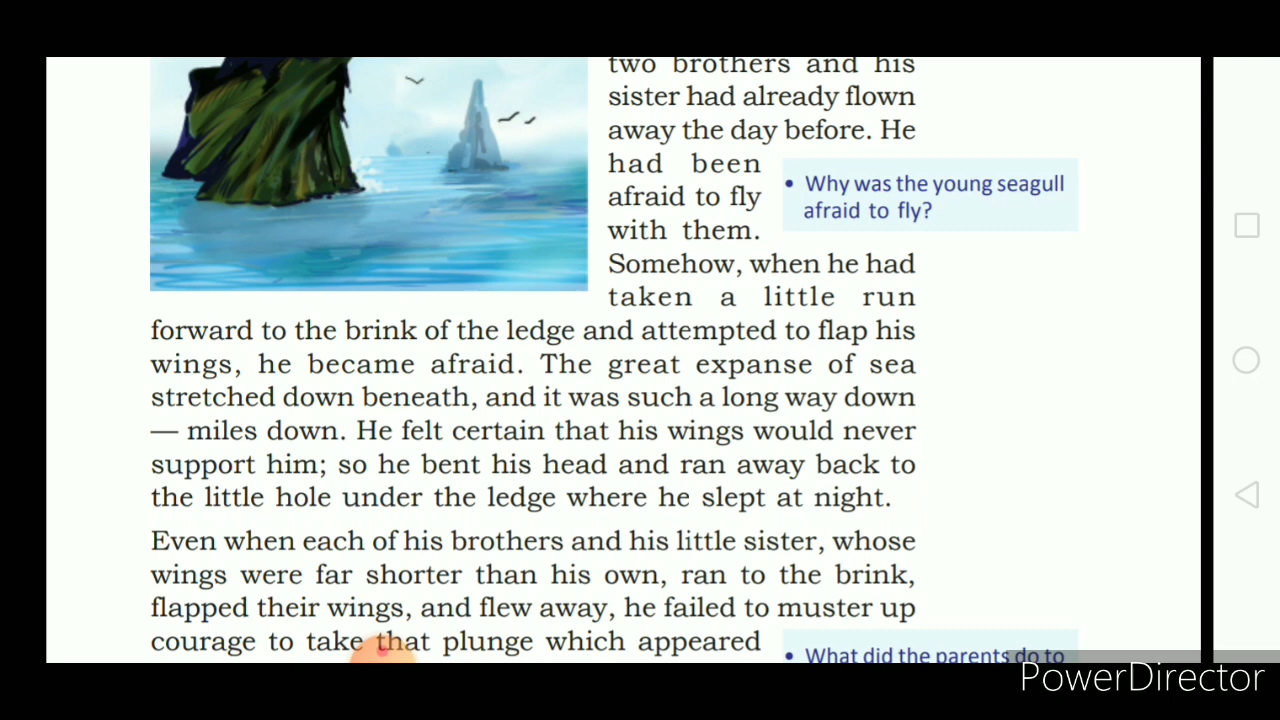 two brothers and his
sister had already flown
away the day before. He
had been
afraid to fly
with them.
• Why was the young seagull
afraid to fly?
Somehow, when he had
taken a little run
forward to the brink of the ledge and attempted to flap his
wings, he became afraid. The great expanse of sea
stretched down beneath, and it was such a long way down
— miles down. He felt certain that his wings would never
support him; so he bent his head and ran away back to
the little hole under the ledge where he slept at night.
Even when each of his brothers and his little sister, whose
wings were far shorter than his own, ran to the brink,
flapped their wings, and flew away, he failed to muster up
courage to take that plunge which appeared
• What did the parents do to
PowerDirector